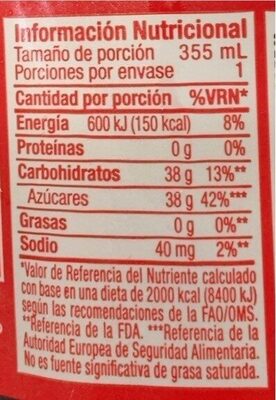 Información Nutricional
Tamaño de porción 355 mL
Porciones por envase 1
Cantidad por porción %VRN*
Energía 600 kJ (150 kcal) 8%
Proteínas 0 g 0%
Carbohidratos 38 g 13%**
Azúcares 38 g 42%***
Grasas 0 g 0%**
Sodio 40 mg 2%**
*Valor de Referencia del Nutriente calculado
con base en una dieta de 2000 kcal (8400 kJ)
según las recomendaciones de la FAO/OMS.
**Referencia de la FDA. ***Referencia de la
Autoridad Europea de Seguridad Alimentaria.
No es fuente significativa de grasa saturada.